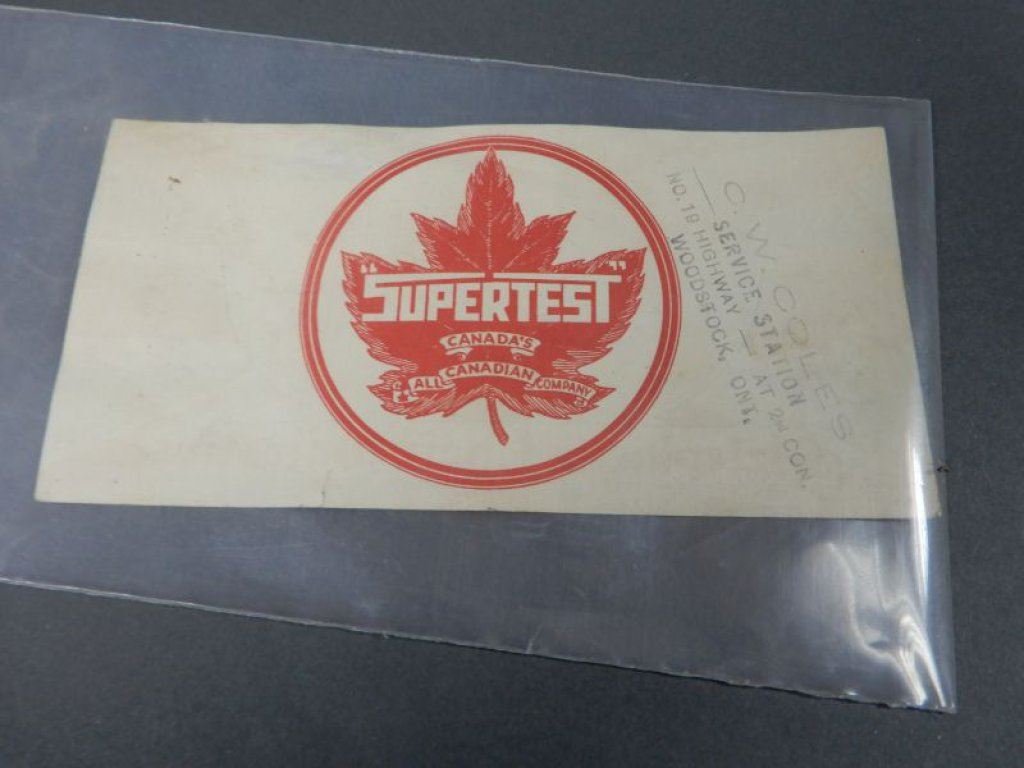 "SUPERTEST"
CANADA'S
ALL CANADIAN COMPANY
C. W. COLES
SERVICE STATION
NO. 19 HIGHWAY — AT 2nd CON.
WOODSTOCK, ONT.